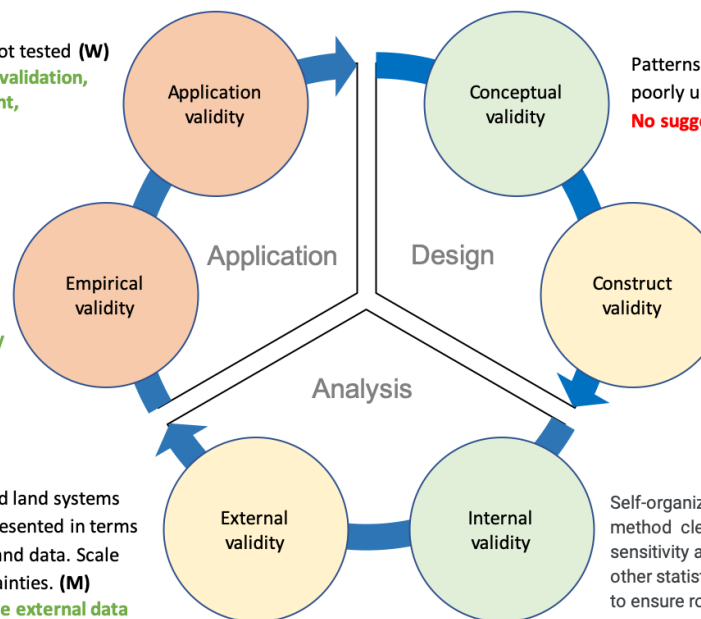 ot tested (W)
validation,
nt,
Application
validity
Conceptual
validity
Patterns
poorly u
No sugge
Application
Design
Empirical
validity
Construct
validity
y
Analysis
d land systems
esented in terms
and data. Scale
ainties. (M)
e external data
External
validity
Internal
validity
Self-organiz
method cle
sensitivity a
other statist
to ensure ro